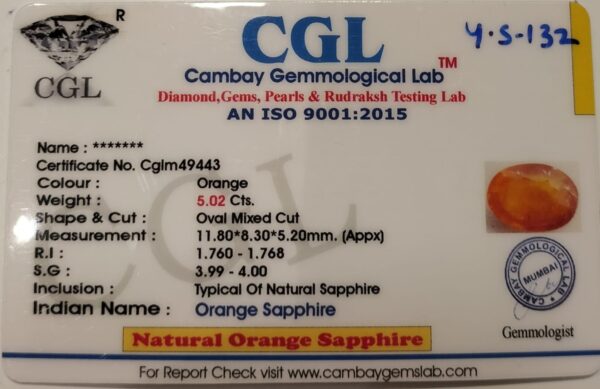 R
CGL
CGL
TM
Cambay Gemmological Lab
Diamond,Gems, Pearls & Rudraksh Testing Lab
AN ISO 9001:2015
Y-S-132
Name : *******
Certificate No. Cglm49443
Colour : Orange
Weight : 5.02 Cts.
Shape & Cut : Oval Mixed Cut
Measurement : 11.80*8.30*5.20mm. (Appx)
R.I : 1.760 - 1.768
S.G : 3.99 - 4.00
Inclusion : Typical Of Natural Sapphire
Indian Name : Orange Sapphire
Natural Orange Sapphire
CAMBAY GEMMOLOGICAL LAB
MUMBAI
Gemmologist
For Report Check visit www.cambaygemslab.com
CGL